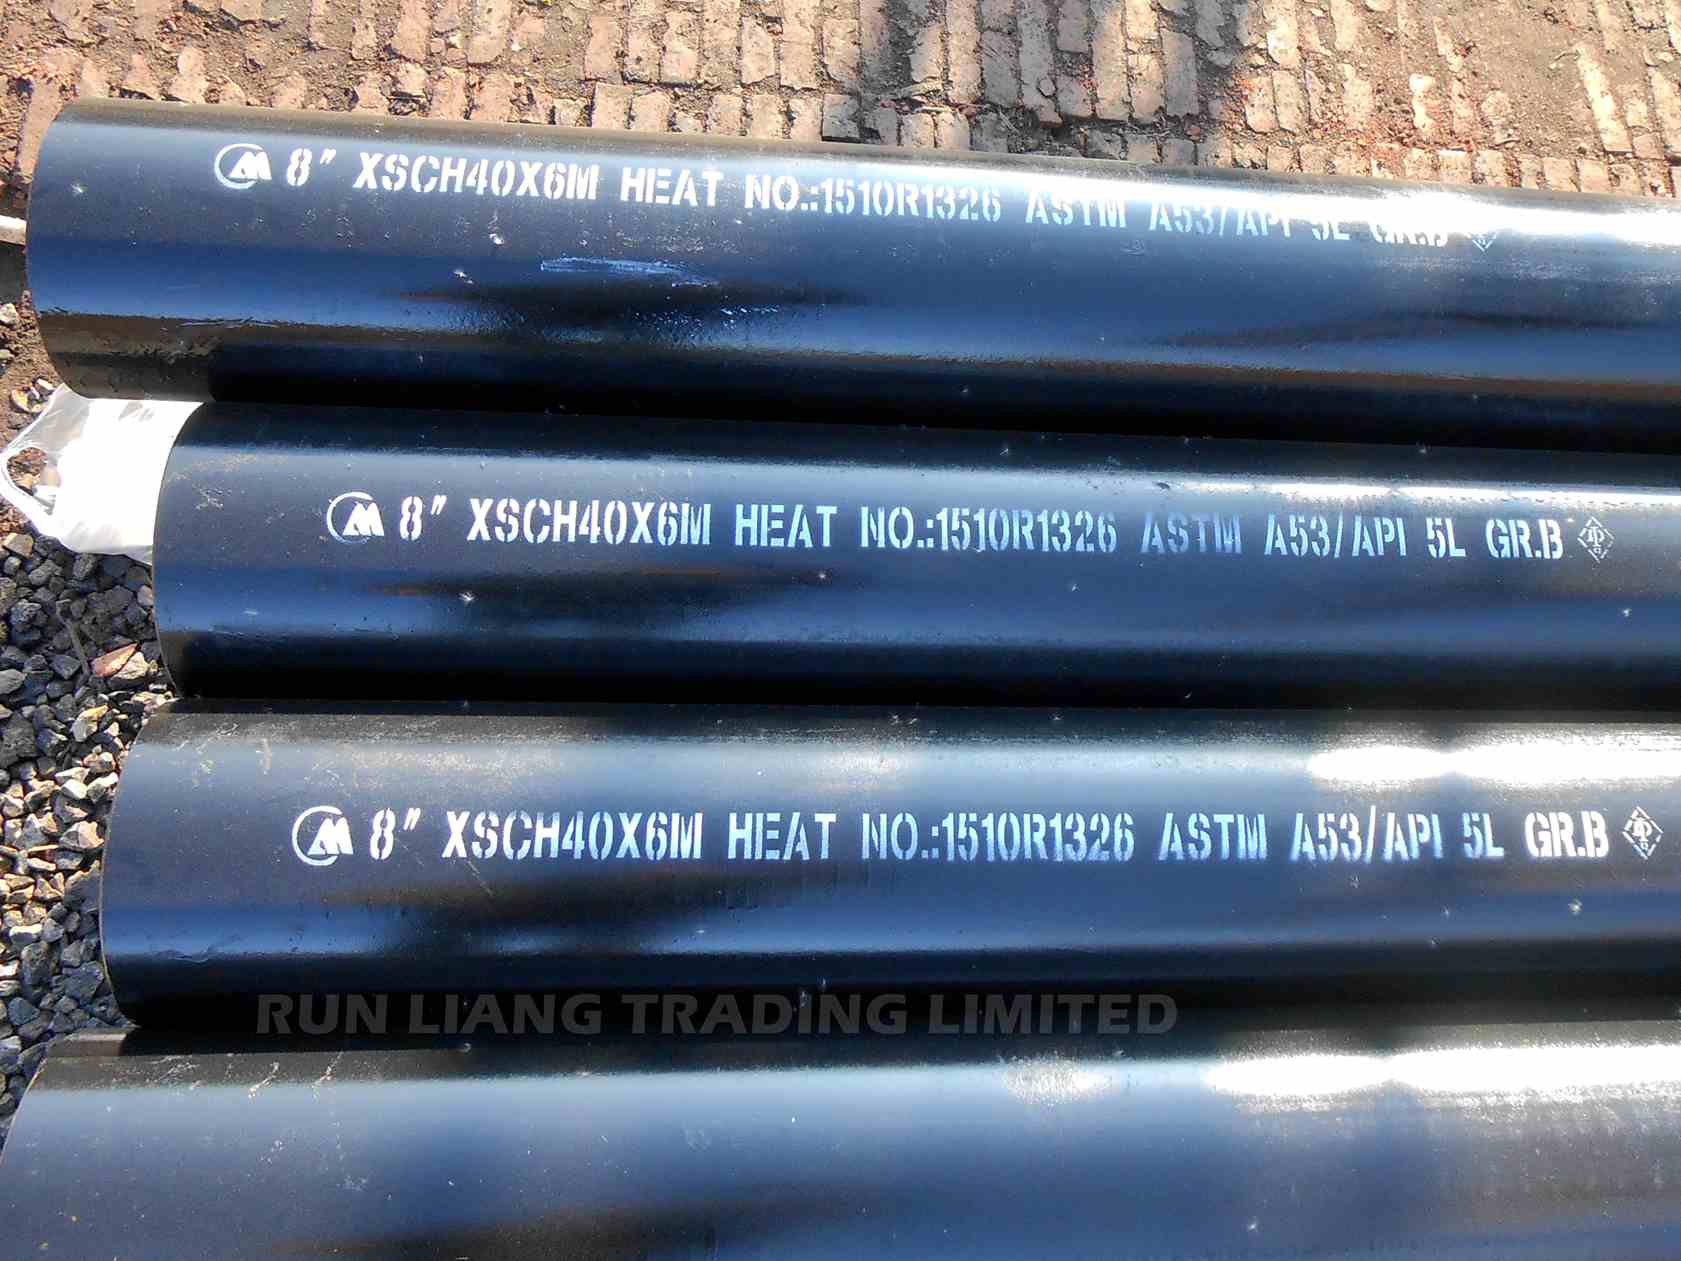 M 8" XSCH40X6M HEAT NO.:1510R1326 ASTM A53/API 5L GR.B
M 8" XSCH40X6M HEAT NO.:1510R1326 ASTM A53/API 5L GR.B
M 8" XSCH40X6M HEAT NO.:1510R1326 ASTM A53/API 5L GR.B
RUN LIANG TRADING LIMITED